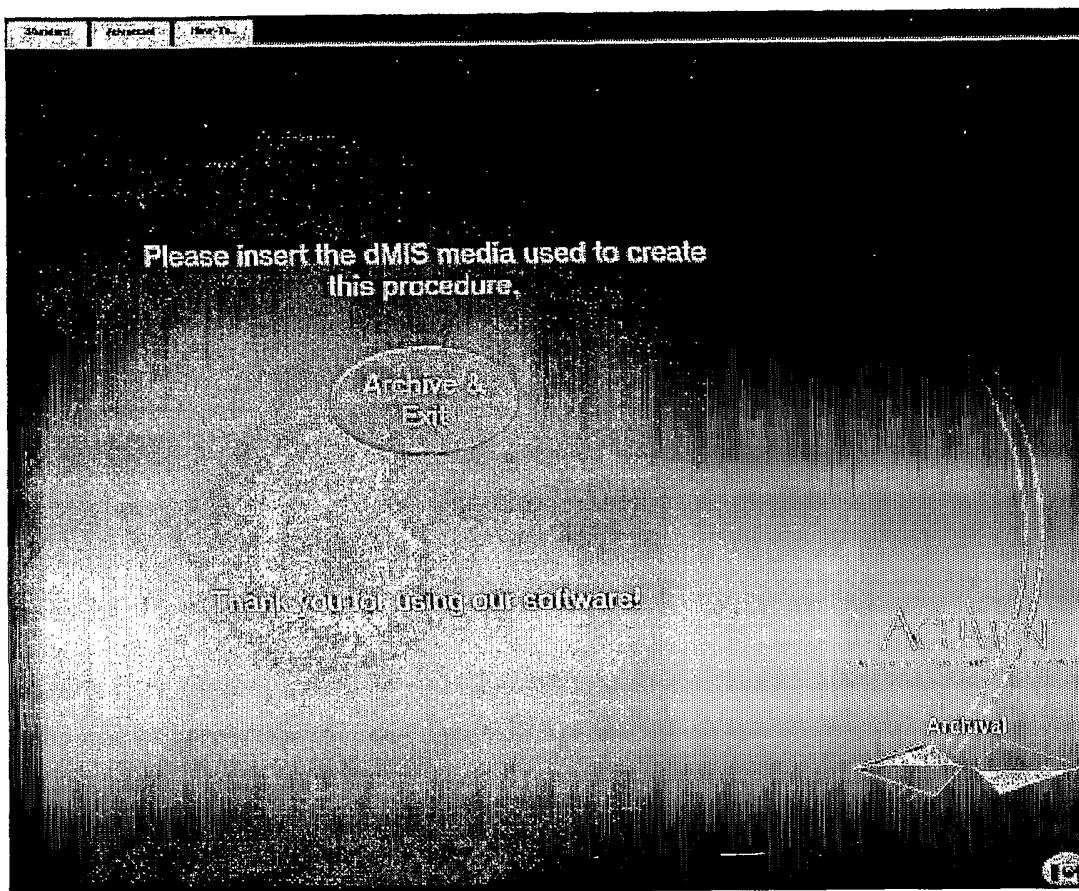 Standard
Advanced
How-To...
Please insert the dMIS media used to create
this procedure.
Archive &
Exit
Thank you for using our software!
Archival